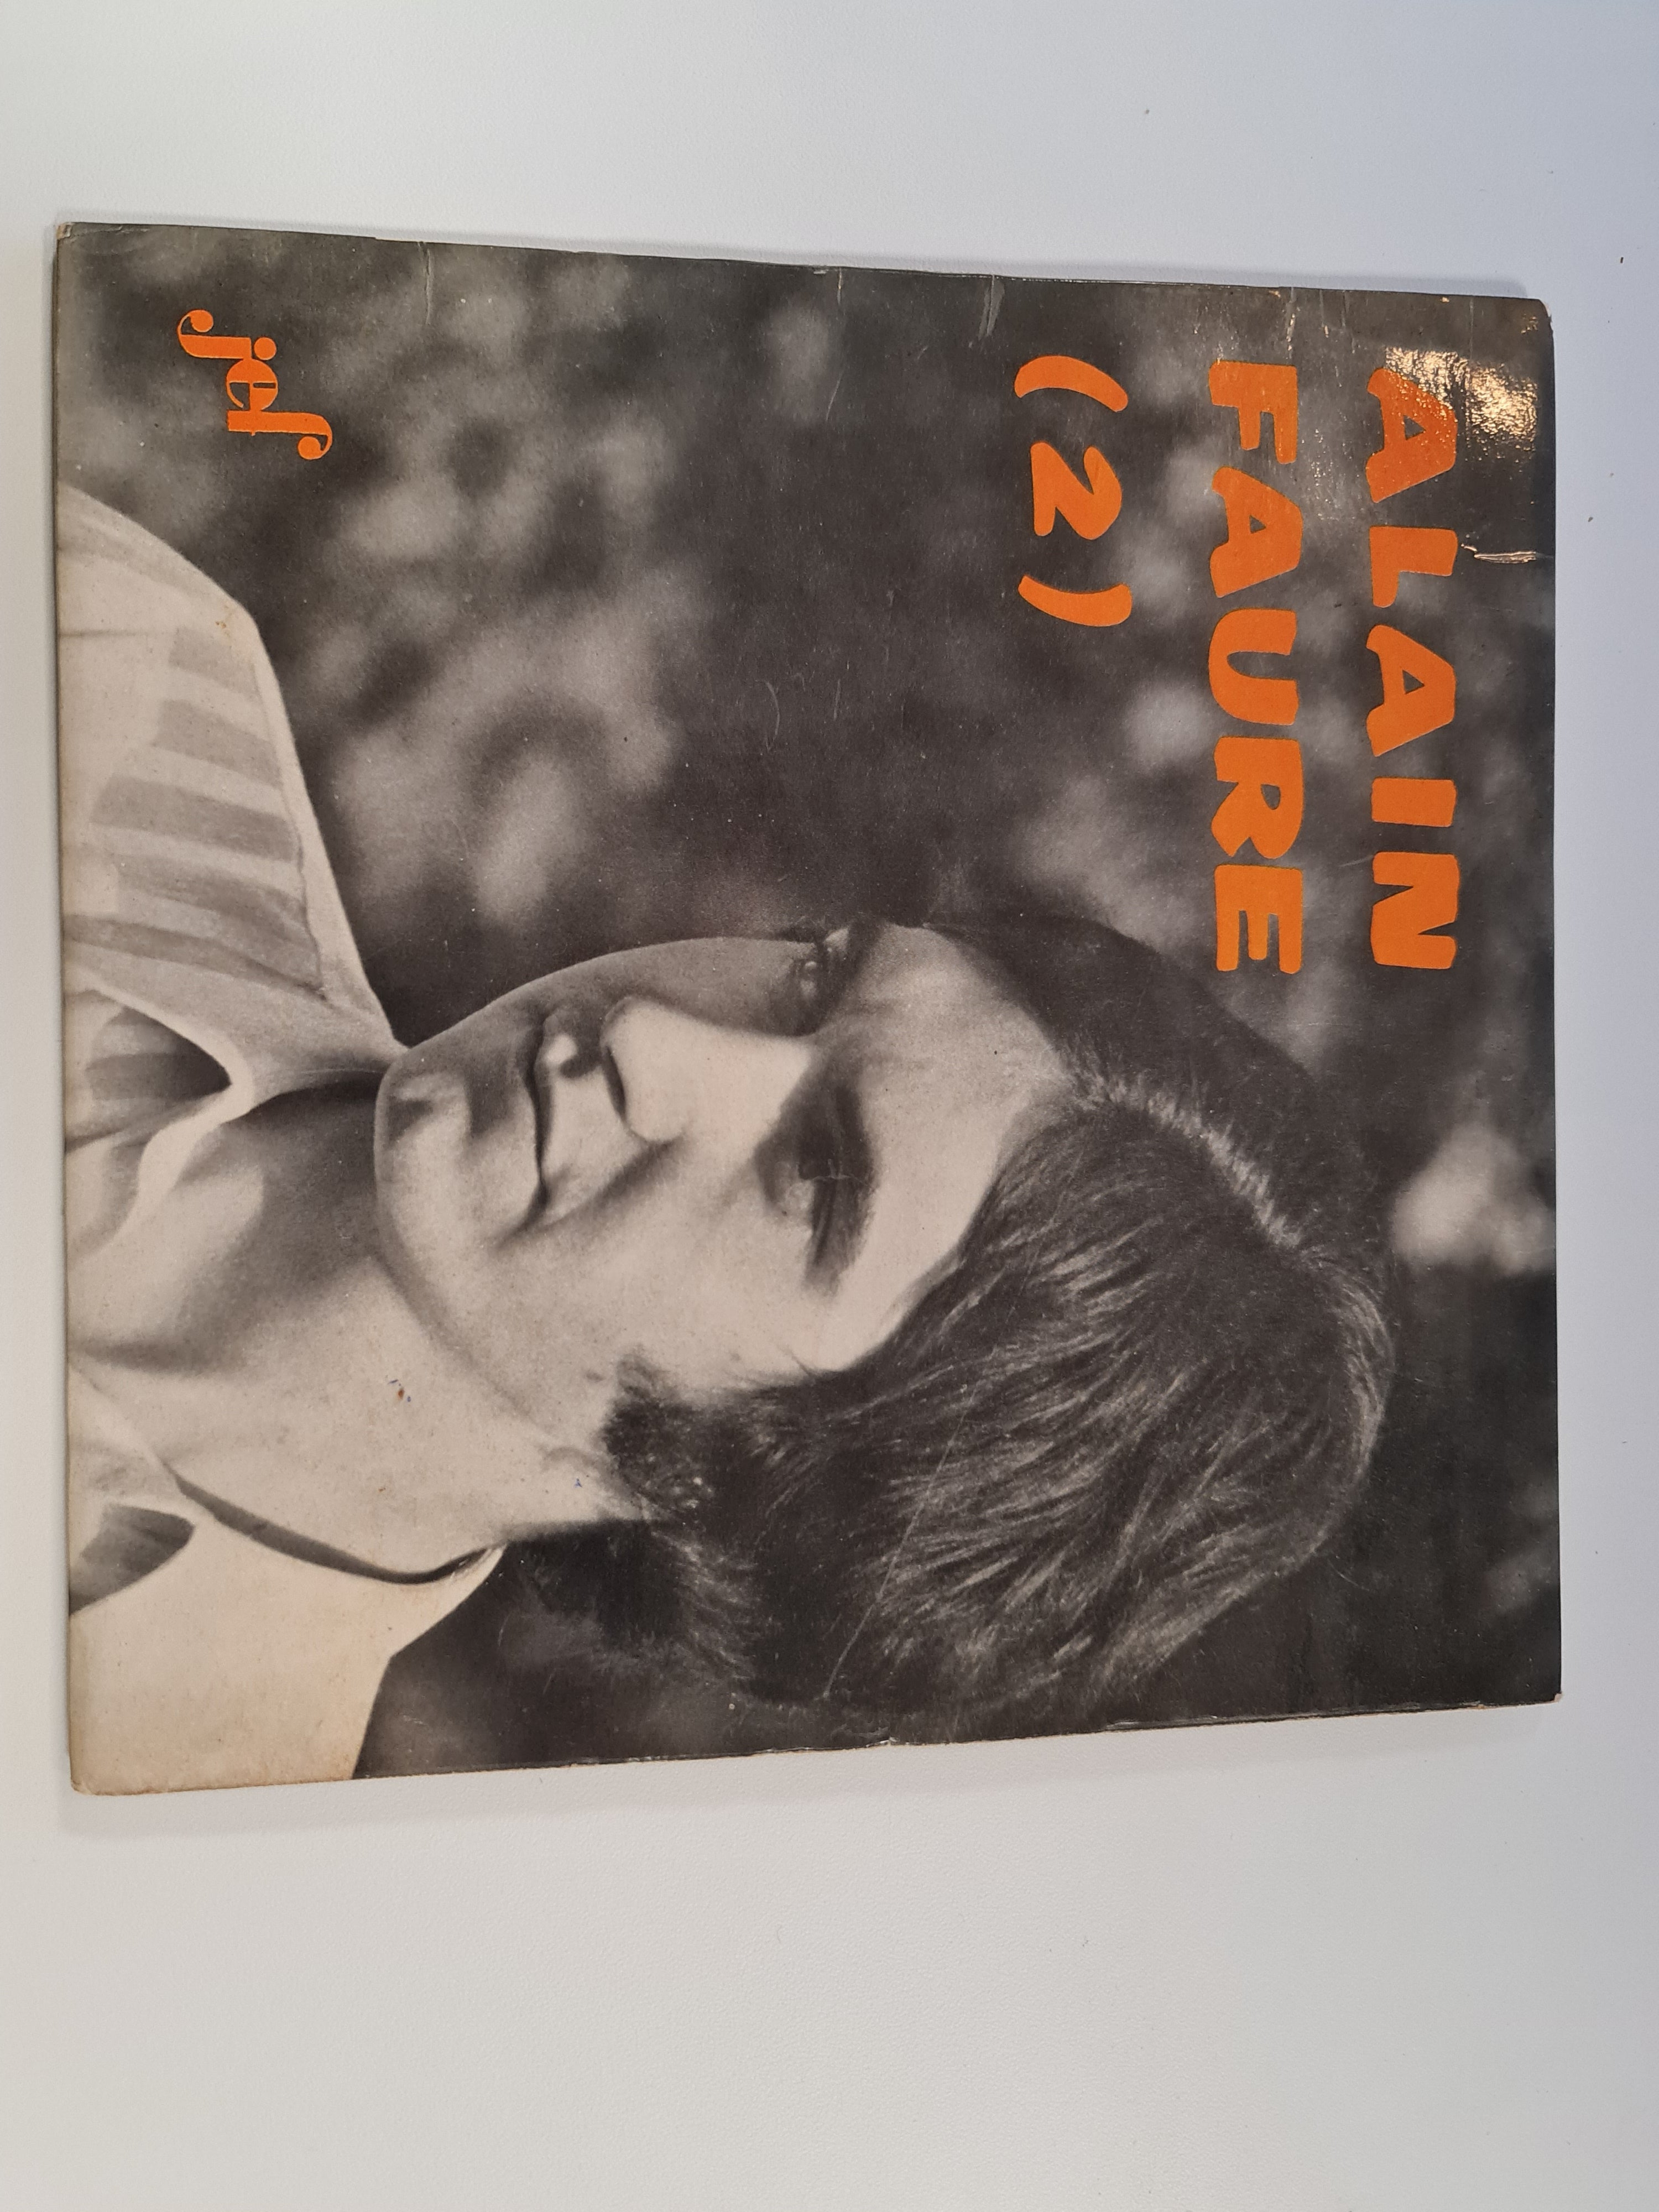 ALAIN
FAURE
(2)
jef